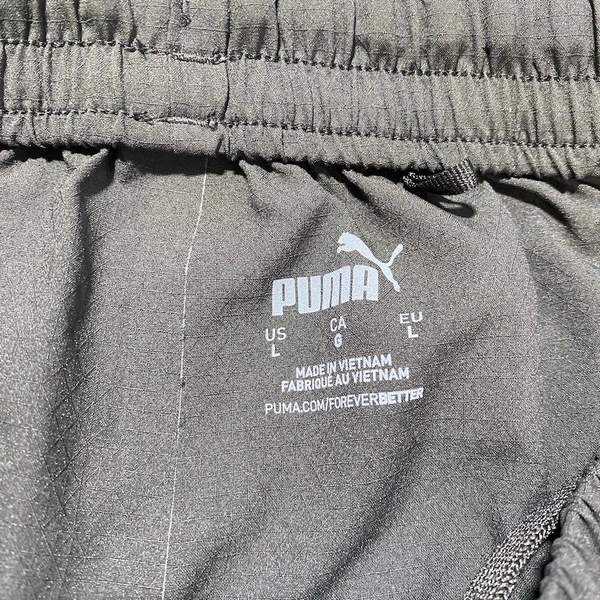 PUMA
US CA EU
L G L
MADE IN VIETNAM
FABRIQUÉ AU VIETNAM
PUMA.COM/FOREVERBETTER